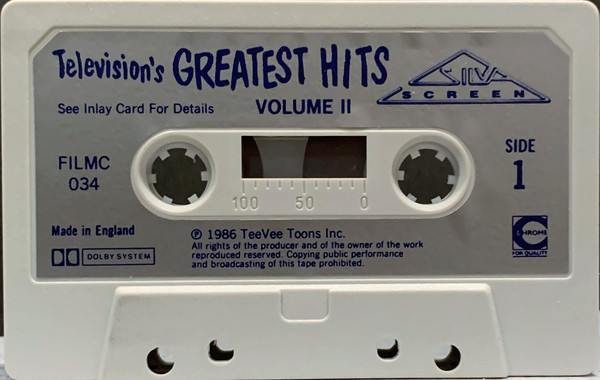 Television's GREATEST HITS
SILVA
SCREEN
See Inlay Card For Details
VOLUME II
FILMC
034
SIDE
1
100 50 0
Made in England
DOLBY SYSTEM
℗ 1986 TeeVee Toons Inc.
All rights of the producer and of the owner of the work
reproduced reserved. Copying public performance
and broadcasting of this tape prohibited.
CHROME
FOR QUALITY